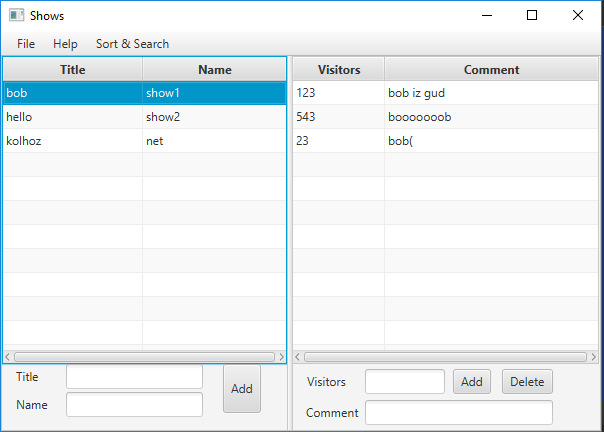 Shows
File Help Sort & Search
Title Name Visitors Comment
bob show1 123 bob iz gud
hello show2 543 booooooob
kolhoz net 23 bob(
Title Add Visitors Add Delete
Name Comment